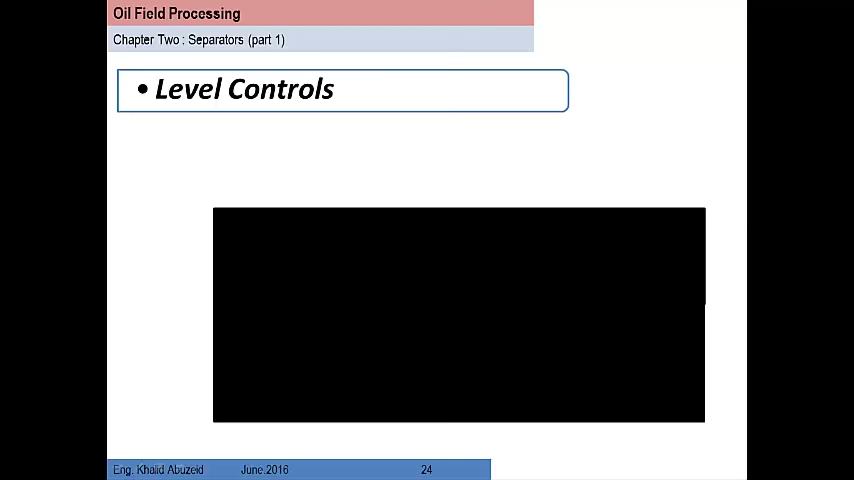 Oil Field Processing
Chapter Two : Separators (part 1)
• Level Controls
Eng. Khalid Abuzeid June.2016 24